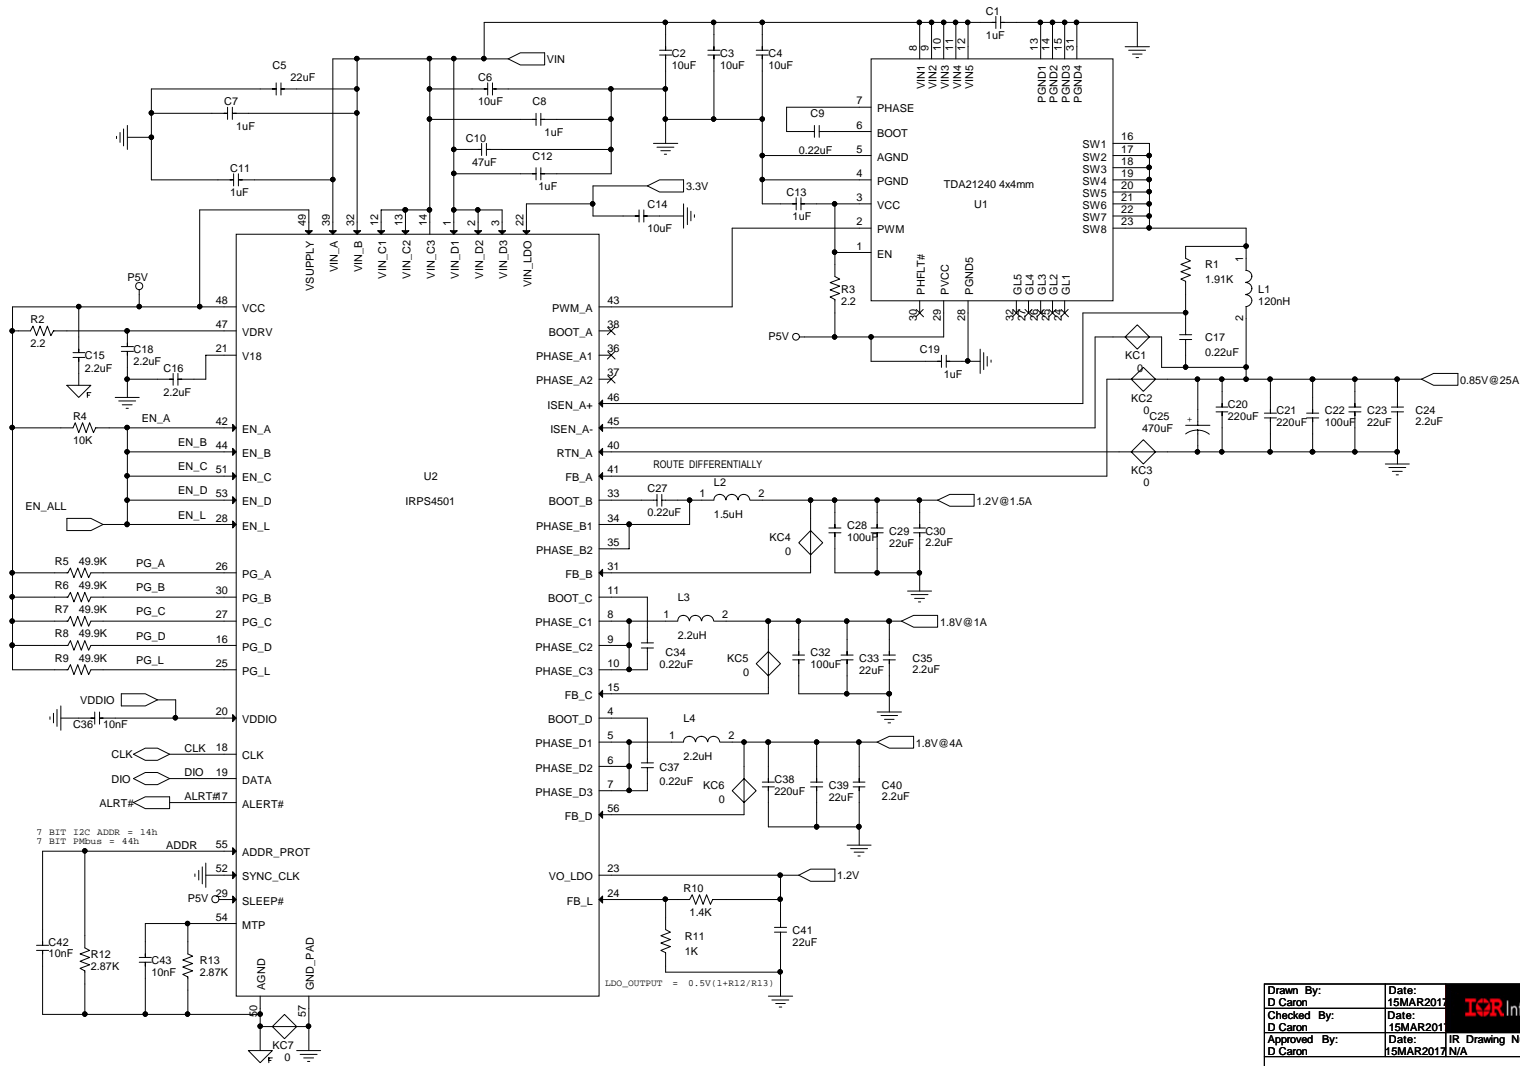 C1
1uF
VIN
C2
10uF
C3
10uF
C4
10uF
C5
22uF
C6
10uF
C7
1uF
C8
1uF
C10
47uF
C12
1uF
C11
1uF
3.3V
C14
10uF
8
9
10
11
12
13
14
15
31
VIN1
VIN2
VIN3
VIN4
VIN5
PGND1
PGND2
PGND3
PGND4
7
PHASE
C9
0.22uF
6
BOOT
5
AGND
4
PGND
C13
1uF
3
VCC
2
PWM
1
EN
TDA21240 4x4mm
U1
SW1
16
SW2
17
SW3
18
SW4
19
SW5
20
SW6
21
SW7
22
SW8
23
PHFLT#
PVCC
PGND5
GL5
GL4
GL3
GL2
GL1
30
29
28
32
27
26
25
24
R3
2.2
P5V
C19
1uF
R1
1.91K
1
L1
120nH
2
C17
0.22uF
KC1
0
KC2
0
KC3
0
C25
470uF
+
C20
220uF
C21
220uF
C22
100uF
C23
22uF
C24
2.2uF
0.85V@25A
49
39
32
12
13
14
1
2
3
22
VSUPPLY
VIN_A
VIN_B
VIN_C1
VIN_C2
VIN_C3
VIN_D1
VIN_D2
VIN_D3
VIN_LDO
P5V
48
VCC
R2
2.2
47
VDRV
21
V18
C15
2.2uF
C18
2.2uF
C16
2.2uF
F
R4
10K
EN_A
42
EN_A
EN_B
44
EN_B
EN_C
51
EN_C
EN_D
53
EN_D
EN_ALL
EN_L
28
EN_L
R5 49.9K PG_A 26 PG_A
R6 49.9K PG_B 30 PG_B
R7 49.9K PG_C 27 PG_C
R8 49.9K PG_D 16 PG_D
R9 49.9K PG_L 25 PG_L
VDDIO
C36
10nF
20
VDDIO
CLK
CLK
18
CLK
DIO
DIO
19
DATA
ALRT#
ALRT#
17
ALERT#
7 BIT I2C ADDR = 14h
7 BIT PMbus = 44h
ADDR
55
ADDR_PROT
52
SYNC_CLK
P5V
29
SLEEP#
54
MTP
C42
10nF
R12
2.87K
C43
10nF
R13
2.87K
AGND
GND_PAD
50
57
KC7
0
F
U2
IRPS4501
PWM_A
43
BOOT_A
38
PHASE_A1
36
PHASE_A2
37
ISEN_A+
46
ISEN_A-
45
RTN_A
40
FB_A
41
ROUTE DIFFERENTIALLY
BOOT_B
33
C27
0.22uF
1
L2
2
1.5uH
1.2V@1.5A
PHASE_B1
34
PHASE_B2
35
KC4
0
C28
100uF
C29
22uF
C30
2.2uF
FB_B
31
BOOT_C
11
PHASE_C1
8
1
L3
2
2.2uH
1.8V@1A
PHASE_C2
9
C34
0.22uF
PHASE_C3
10
KC5
0
C32
100uF
C33
22uF
C35
2.2uF
FB_C
15
BOOT_D
4
PHASE_D1
5
1
L4
2
2.2uH
1.8V@4A
PHASE_D2
6
C37
0.22uF
PHASE_D3
7
KC6
0
C38
220uF
C39
22uF
C40
2.2uF
FB_D
56
VO_LDO
23
1.2V
FB_L
24
R10
1.4K
R11
1K
C41
22uF
LDO_OUTPUT = 0.5V(1+R12/R13)
Drawn By:
D Caron
Date:
15MAR2017
Checked By:
D Caron
Date:
15MAR2017
Approved By:
D Caron
Date:
15MAR2017
IOR
IR Drawing
N/A